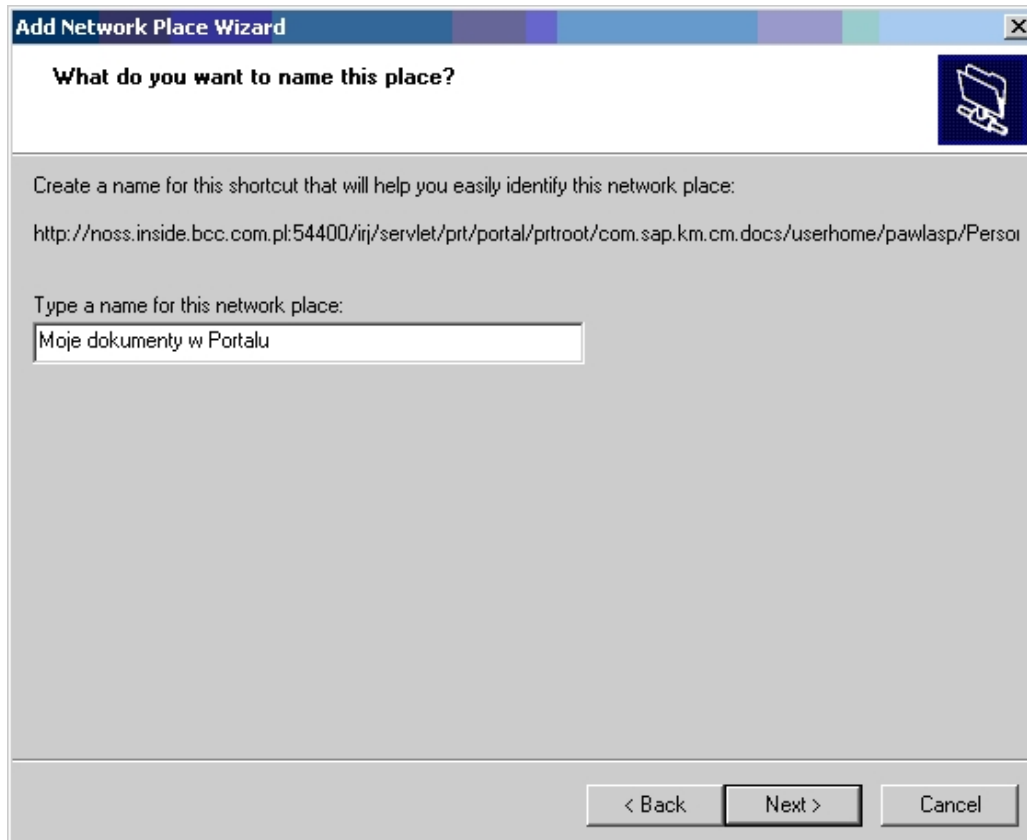 Add Network Place Wizard
What do you want to name this place?
Create a name for this shortcut that will help you easily identify this network place:
http://noss.inside.bcc.com.pl:54400/irj/servlet/prt/portal/prtroot/com.sap.km.cm.docs/userhome/pawlasp/Person
Type a name for this network place:
Moje dokumenty w Portalu
< Back
Next >
Cancel